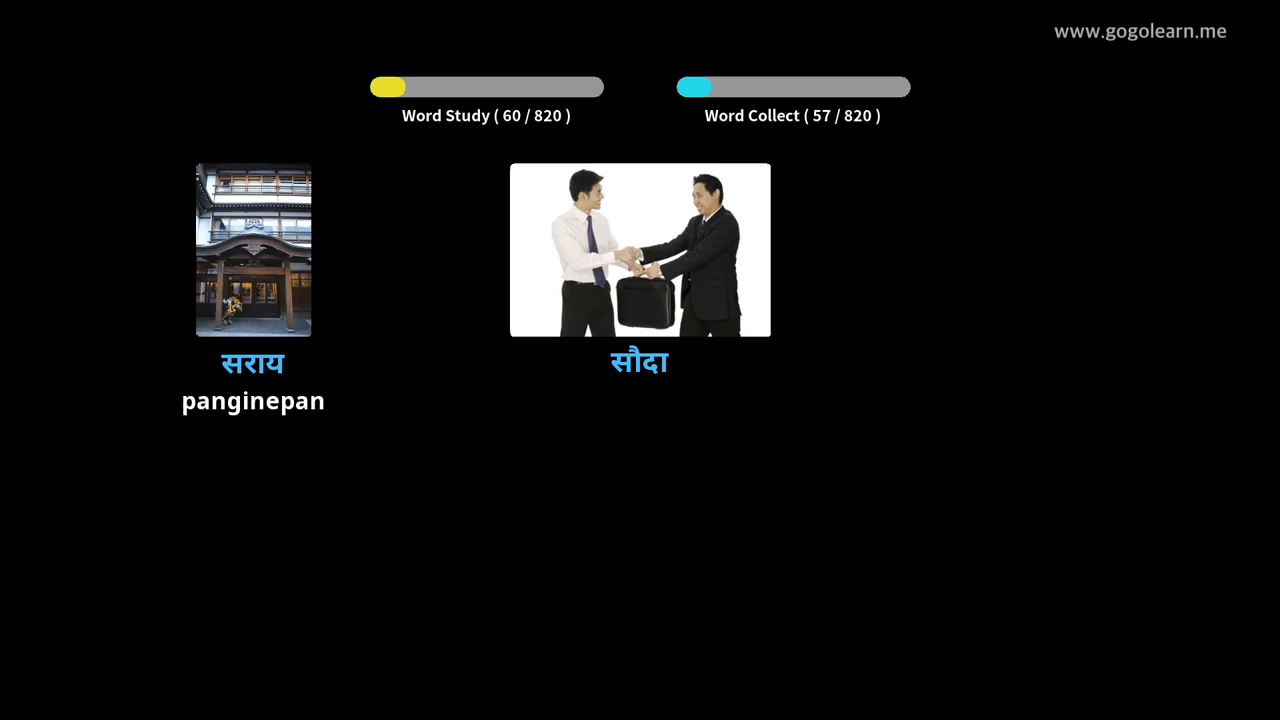 www.gogolearn.me
Word Study ( 60 / 820 )
Word Collect ( 57 / 820 )
सराय
panginepan
सौदा